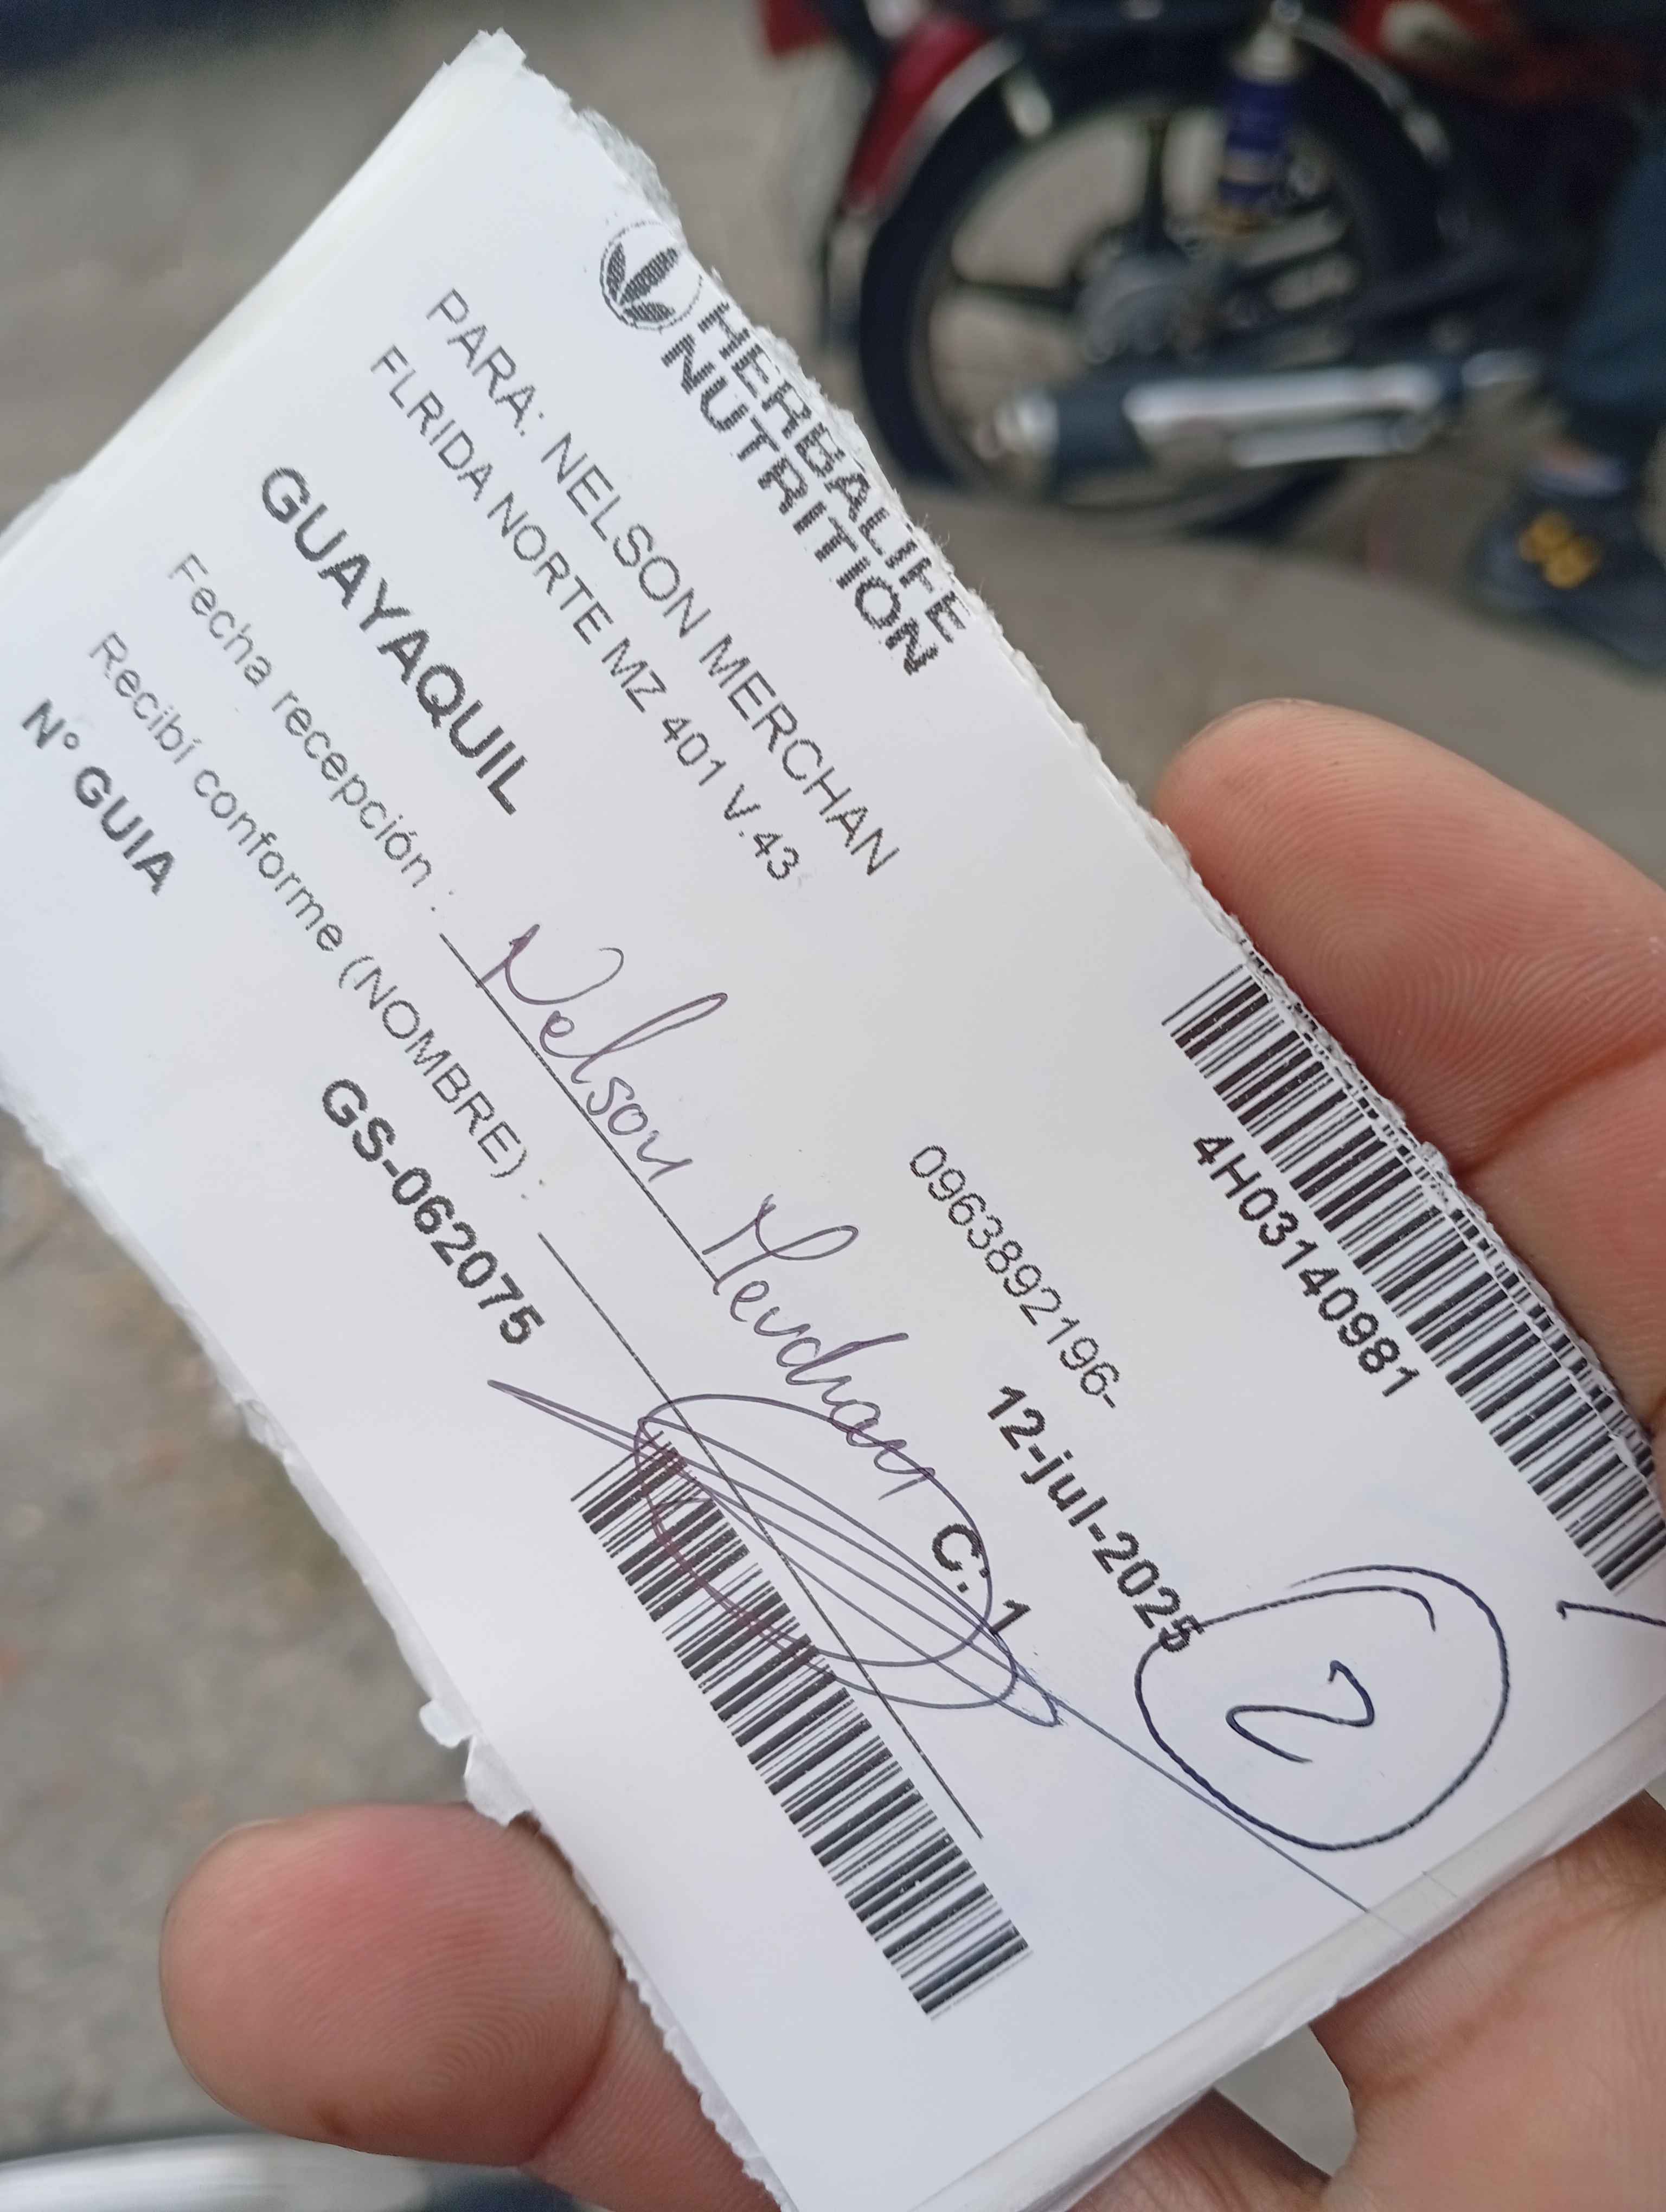 HERBALIFE
NUTRITION
4H03140981
PARA: NELSON MERCHAN
0963892196-
FLRIDA NORTE MZ 401 V.43
12-jul-2025
2
GUAYAQUIL
C: 1
Fecha recepción : Nelson Merchan
Recibí conforme (NOMBRE) :
N° GUIA GS-062075